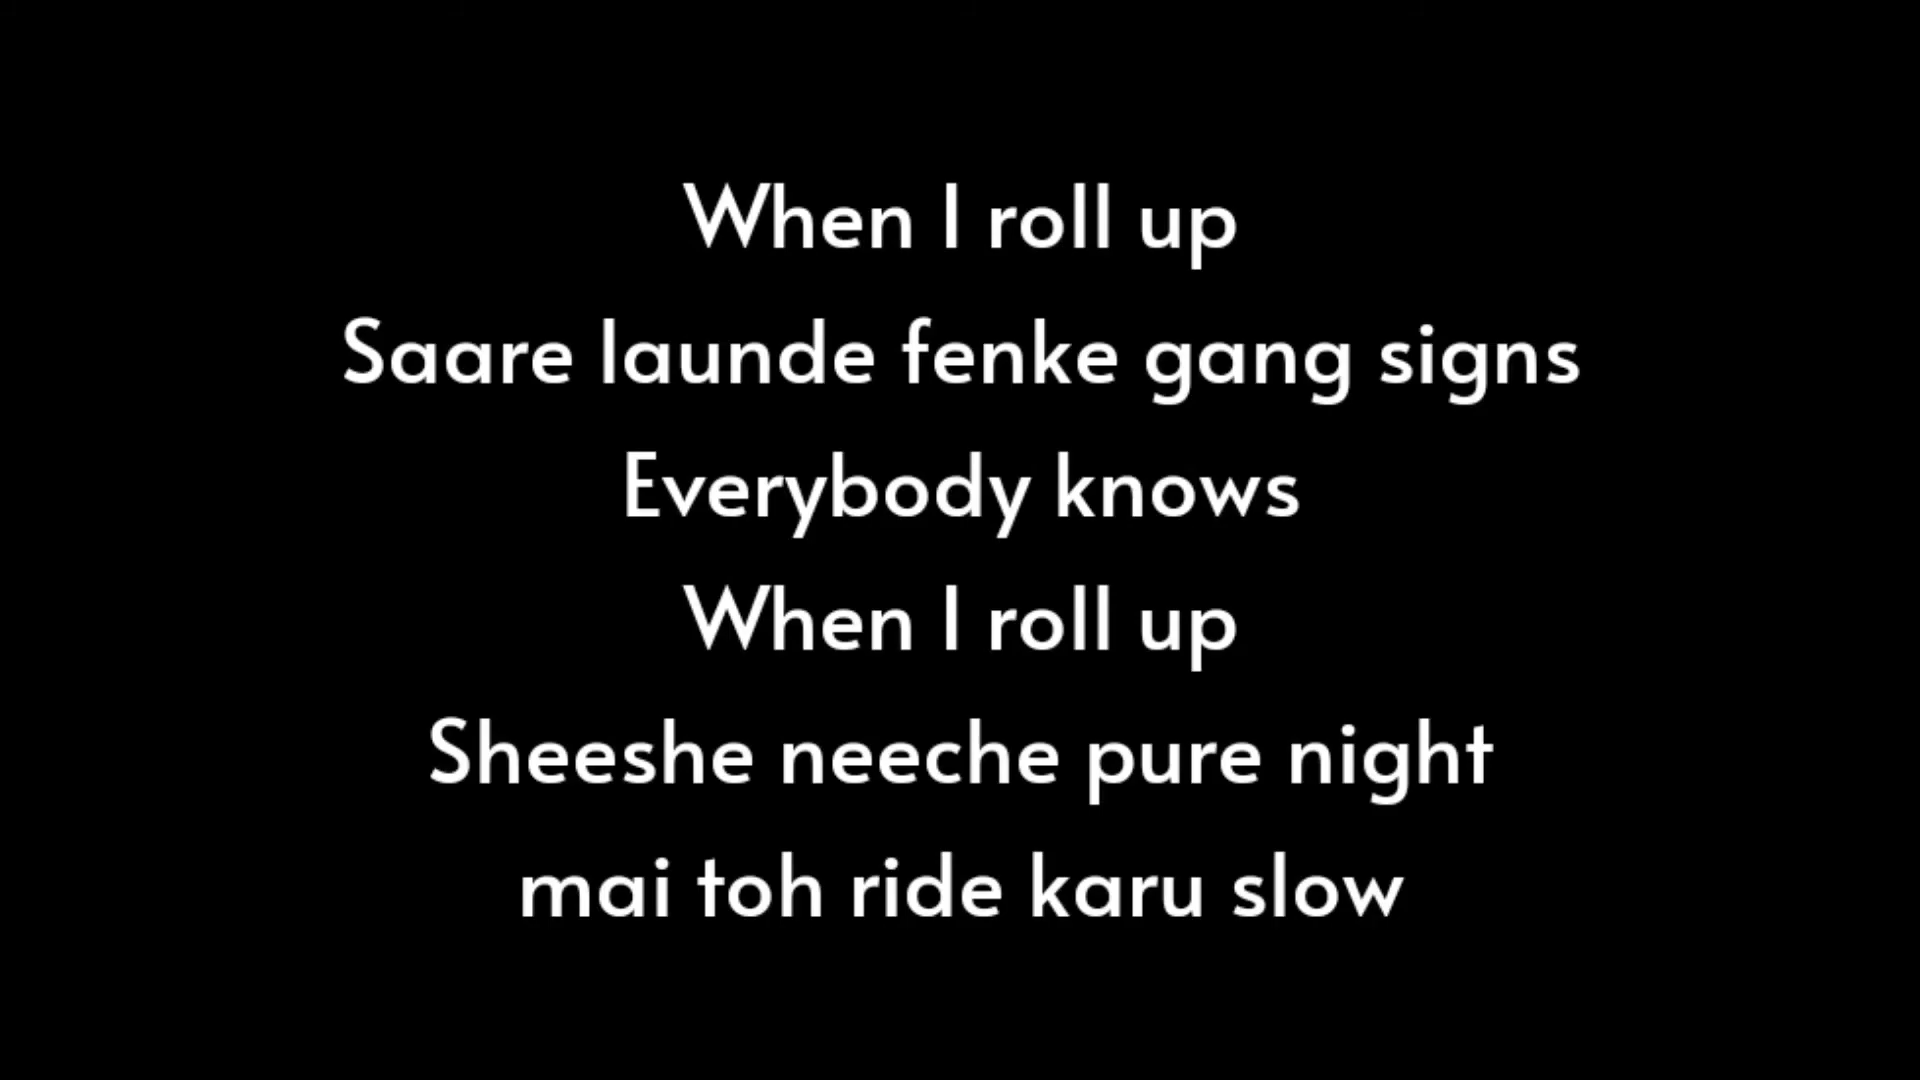 When I roll up
Saare launde fenke gang signs
Everybody knows
When I roll up
Sheeshe neeche pure night
mai toh ride karu slow